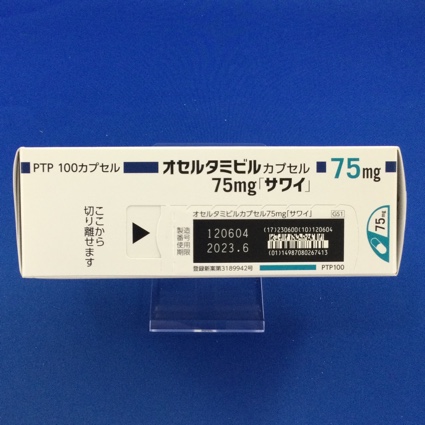 PTP 100カプセル
オセルタミビルカプセル
75mg「サワイ」
75mg
ここから
切り離せます
オセルタミビルカプセル75mg「サワイ」
GS1
製造番号 120604
使用期限 2023.6
(17)230600(10)120604
(01)14987080267413
登録新案第3189942号
PTP100
75mg